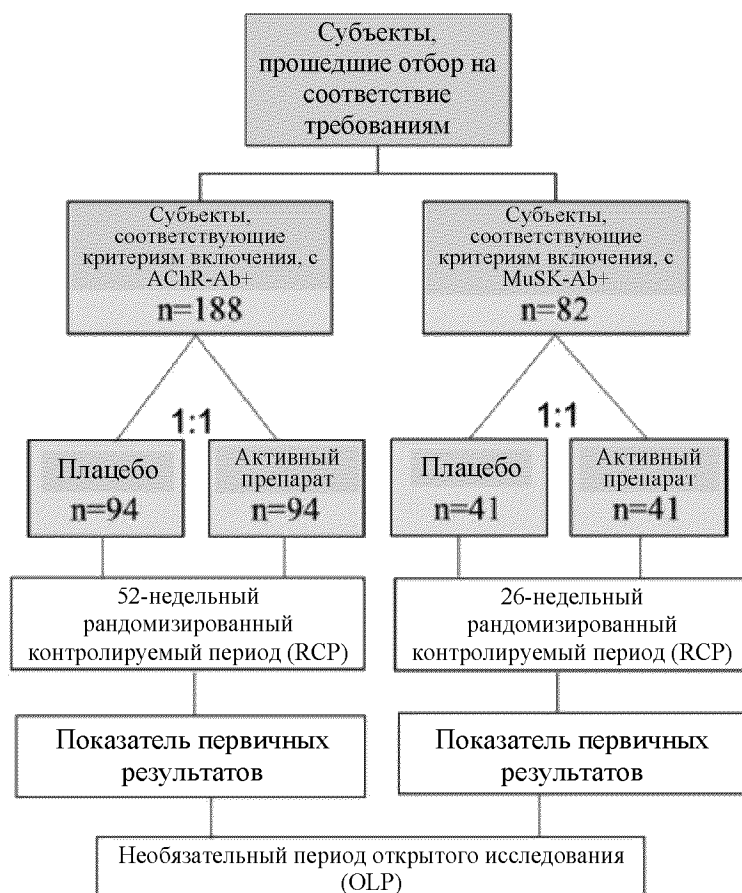 Субъекты,
прошедшие отбор на
соответствие
требованиям
Субъекты,
соответствующие
критериям включения, с
AChR-Ab+
n=188
Субъекты,
соответствующие
критериям включения, с
MuSK-Ab+
n=82
1:1
1:1
Плацебо
n=94
Активный
препарат
n=94
Плацебо
n=41
Активный
препарат
n=41
52-недельный
рандомизированный
контролируемый период (RCP)
26-недельный
рандомизированный
контролируемый период (RCP)
Показатель первичных
результатов
Показатель первичных
результатов
Необязательный период открытого исследования
(OLP)